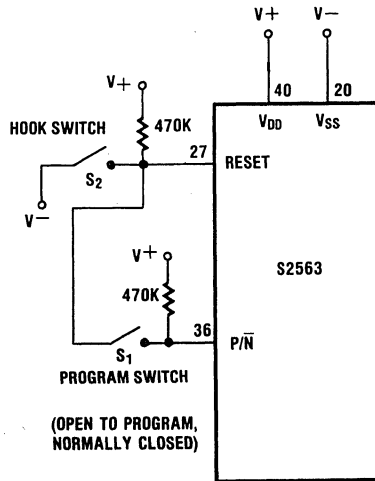 V+ V−
40 20
VDD VSS
V+
470K
HOOK SWITCH
27
RESET
S2
V−
S2563
V+
470K
36
P/N̅
S1
PROGRAM SWITCH
(OPEN TO PROGRAM,
NORMALLY CLOSED)